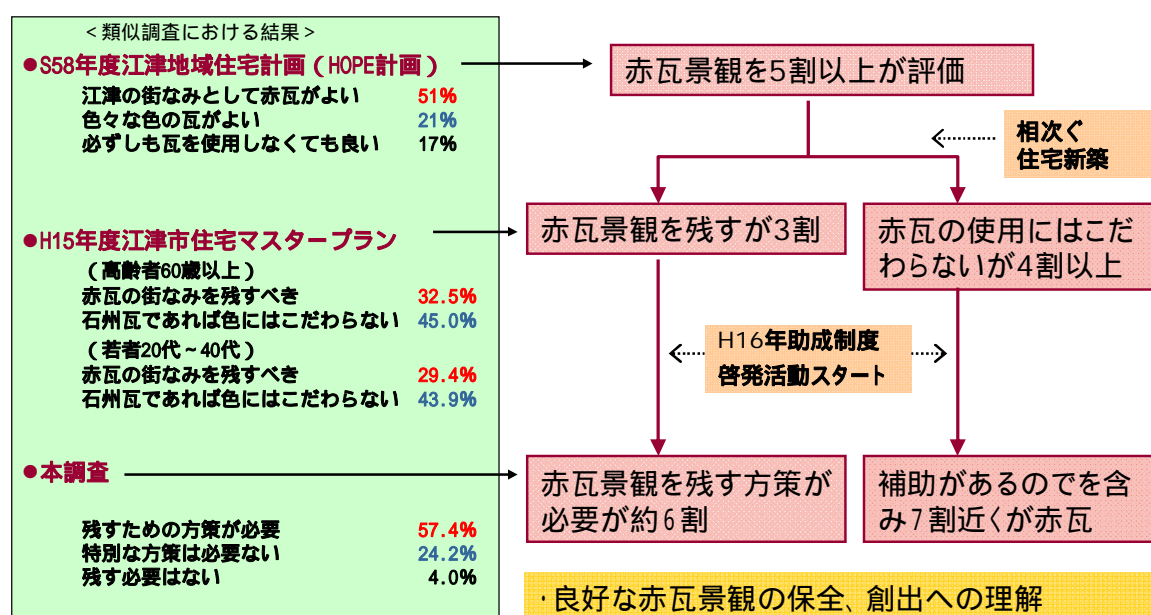 ＜類似調査における結果＞
●S58年度江津地域住宅計画（HOPE計画）
江津の街なみとして赤瓦がよい 51%
色々な色の瓦がよい 21%
必ずしも瓦を使用しなくても良い 17%
●H15年度江津市住宅マスタープラン
（高齢者60歳以上）
赤瓦の街なみを残すべき 32.5%
石州瓦であれば色にはこだわらない 45.0%
（若者20代～40代）
赤瓦の街なみを残すべき 29.4%
石州瓦であれば色にはこだわらない 43.9%
●本調査
残すための方策が必要 57.4%
特別な方策は必要ない 24.2%
残す必要はない 4.0%
赤瓦景観を5割以上が評価
相次ぐ
住宅新築
赤瓦景観を残すが3割
赤瓦の使用にはこだ
わらないが4割以上
H16年助成制度
啓発活動スタート
赤瓦景観を残す方策が
必要が約6割
補助があるのでを含
み7割近くが赤瓦
・良好な赤瓦景観の保全、創出への理解